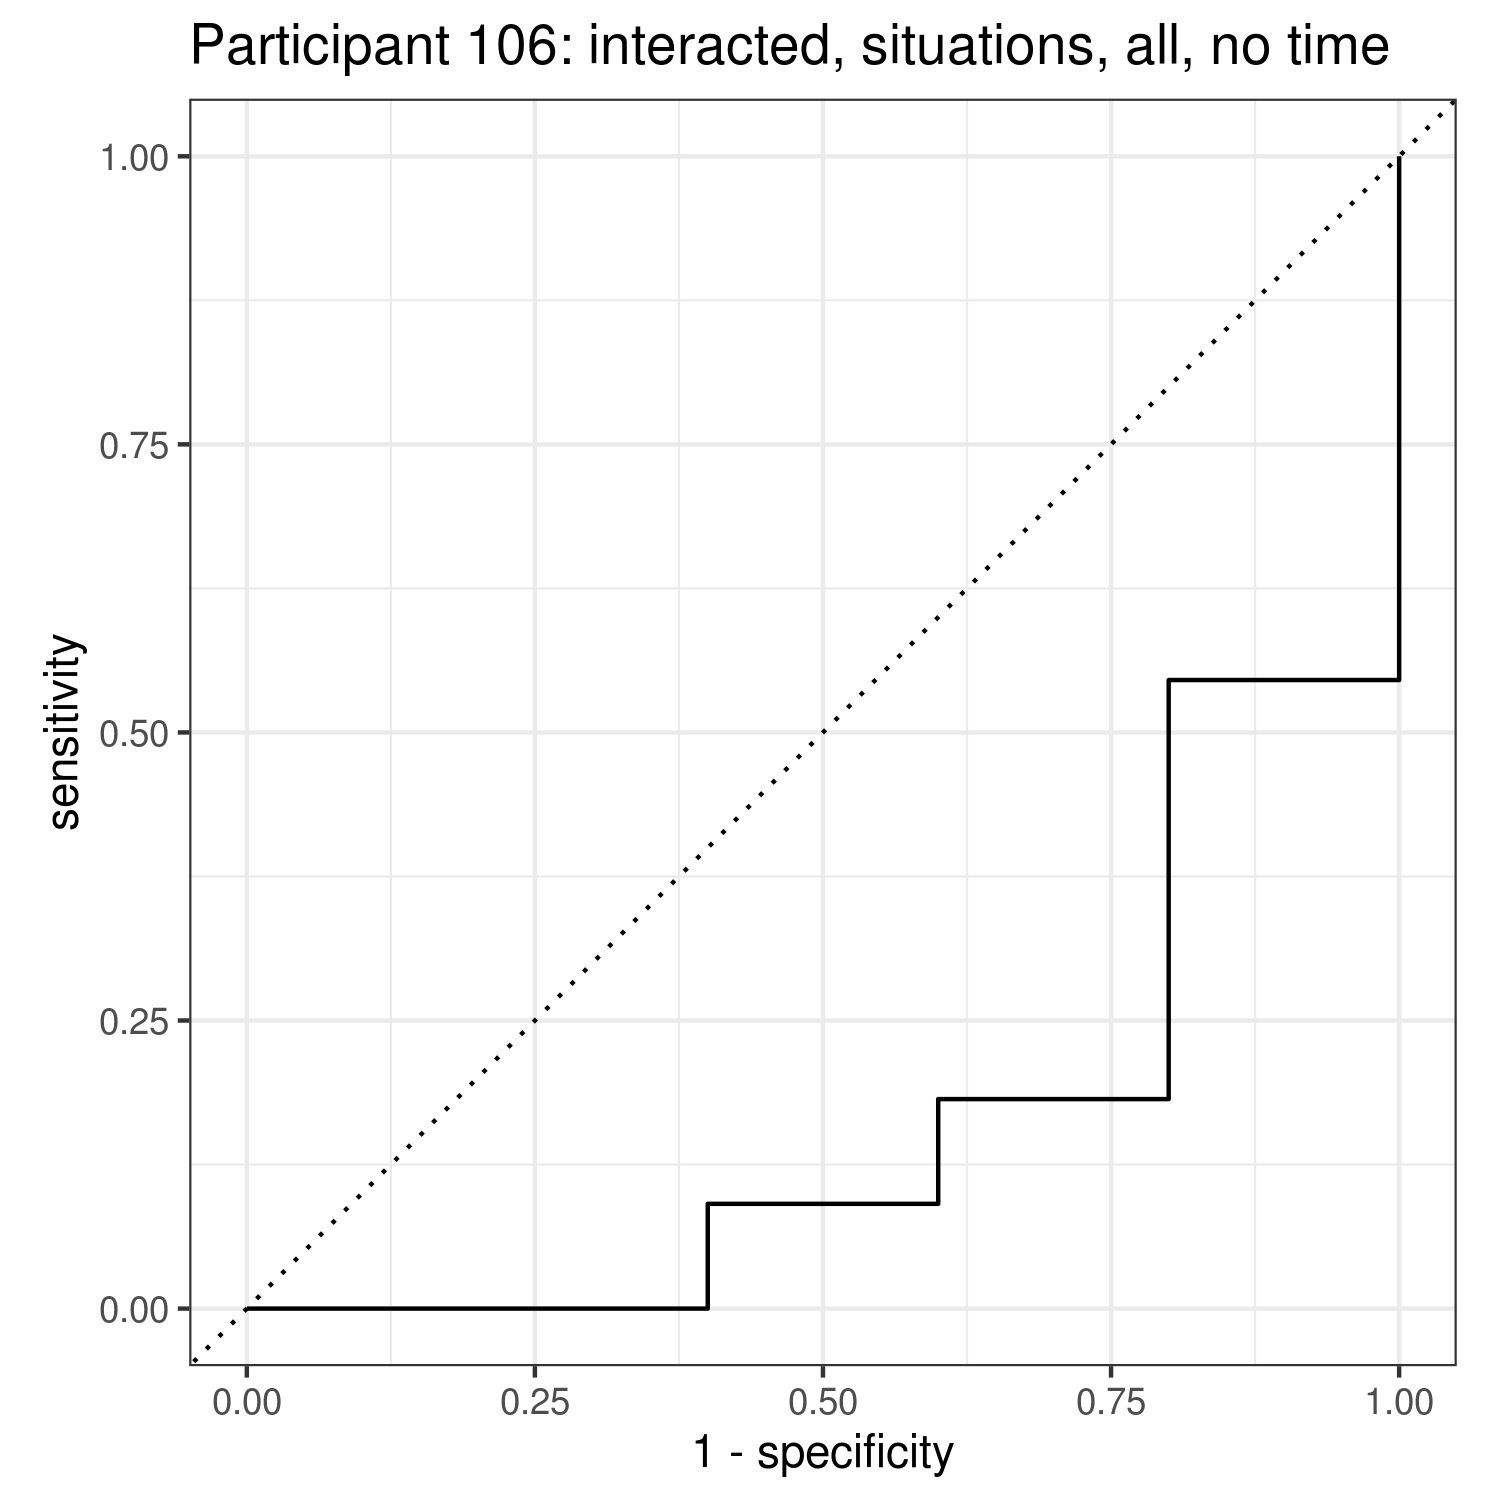 Participant 106: interacted, situations, all, no time
1.00
0.75
0.50
0.25
0.00
sensitivity
0.00 0.25 0.50 0.75 1.00
1 - specificity